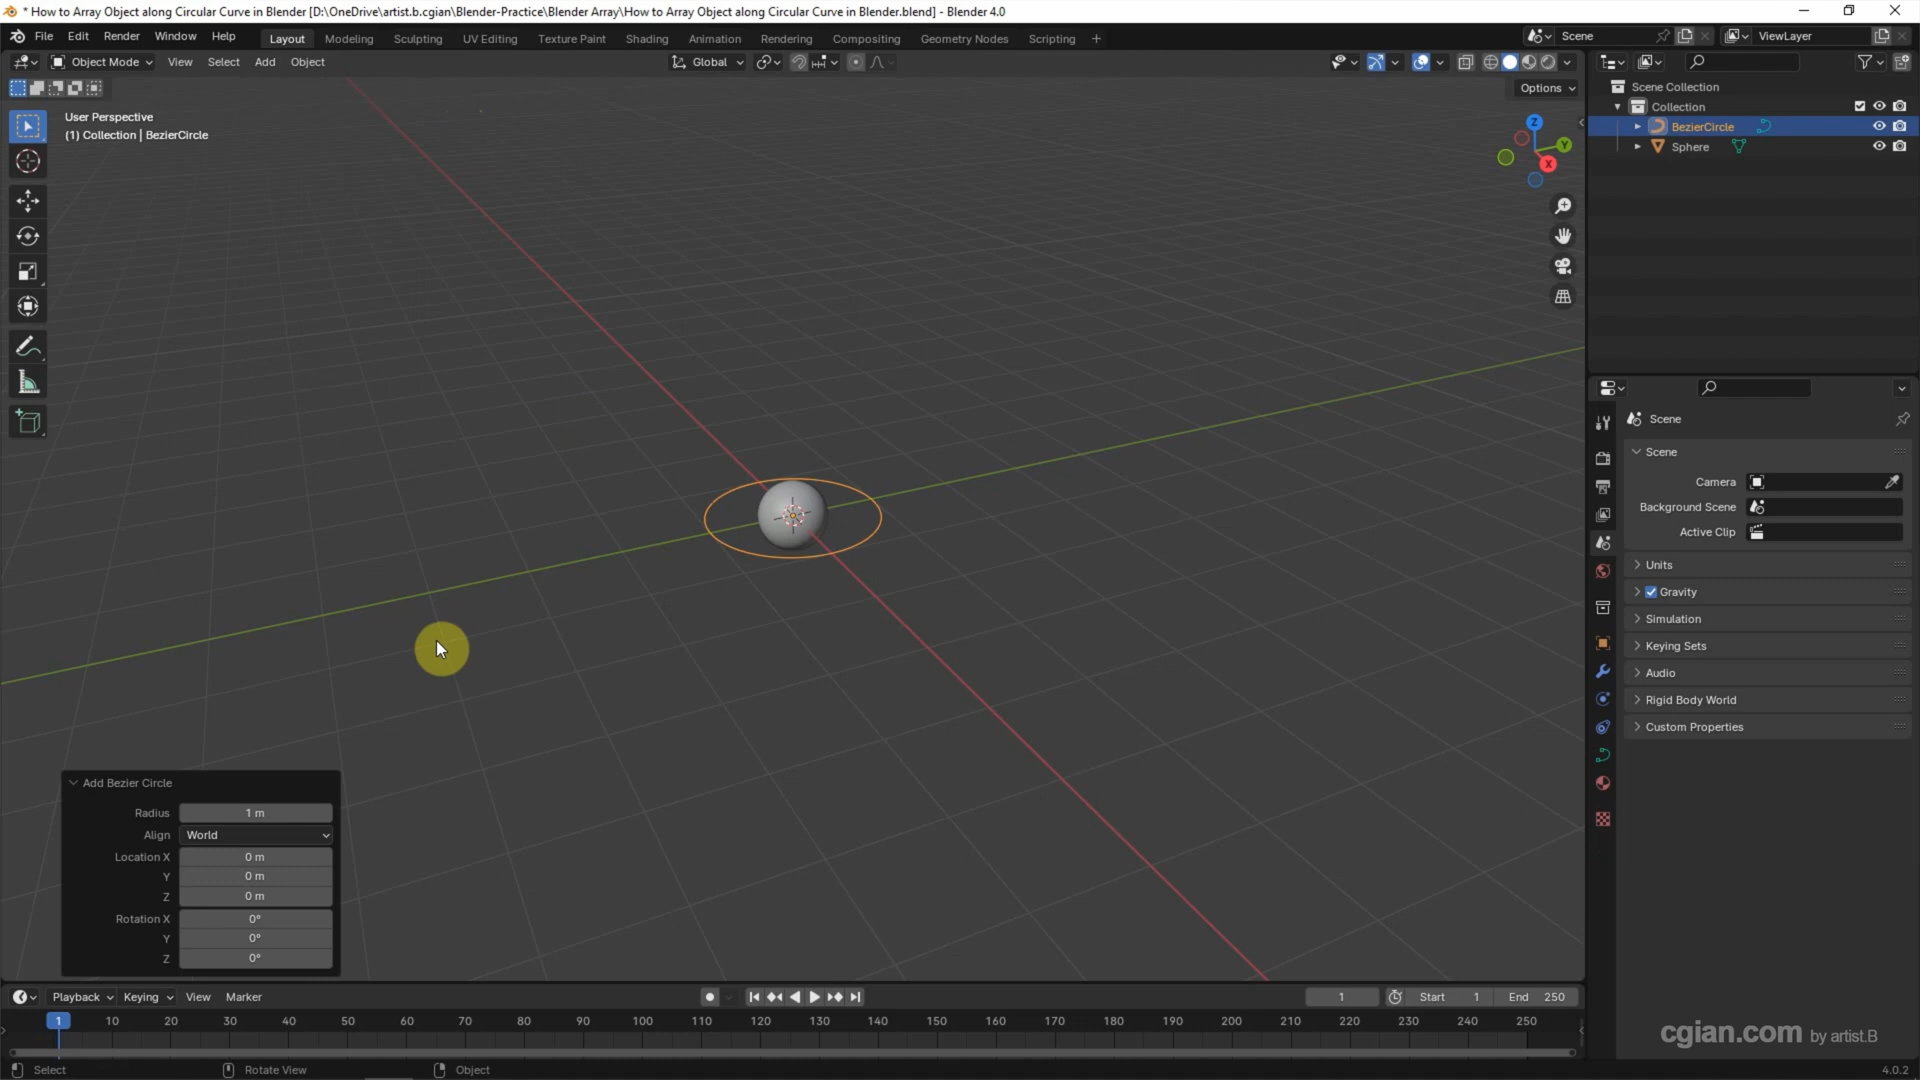 * How to Array Object along Circular Curve in Blender [D:\OneDrive\artist.b.cgian\Blender-Practice\Blender Array\How to Array Object along Circular Curve in Blender.blend] - Blender 4.0
File Edit Render Window Help Layout Modeling Sculpting UV Editing Texture Paint Shading Animation Rendering Compositing Geometry Nodes Scripting + Scene ViewLayer
Object Mode View Select Add Object Global
Options
User Perspective
(1) Collection | BezierCircle
Z
Y
X
Scene Collection
Collection
BezierCircle
Sphere
Scene
Scene
Camera
Background Scene
Active Clip
Units
Gravity
Simulation
Keying Sets
Audio
Rigid Body World
Custom Properties
Add Bezier Circle
Radius 1 m
Align World
Location X 0 m
Y 0 m
Z 0 m
Rotation X 0°
Y 0°
Z 0°
Playback Keying View Marker 1 Start 1 End 250
1 10 20 30 40 50 60 70 80 90 100 110 120 130 140 150 160 170 180 190 200 210 220 230 240 250
cgian.com by artist.B
Select Rotate View Object 4.0.2